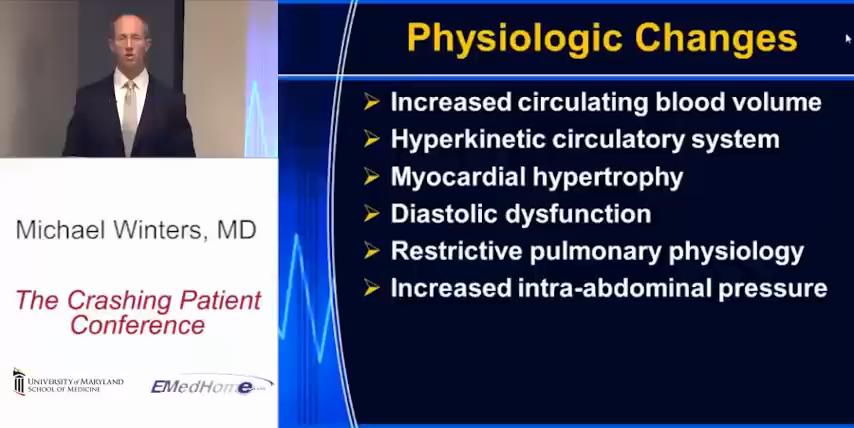 Physiologic Changes
Increased circulating blood volume
Hyperkinetic circulatory system
Myocardial hypertrophy
Diastolic dysfunction
Restrictive pulmonary physiology
Increased intra-abdominal pressure
Michael Winters, MD
The Crashing Patient
Conference
UNIVERSITY of MARYLAND
SCHOOL OF MEDICINE
EMedHome